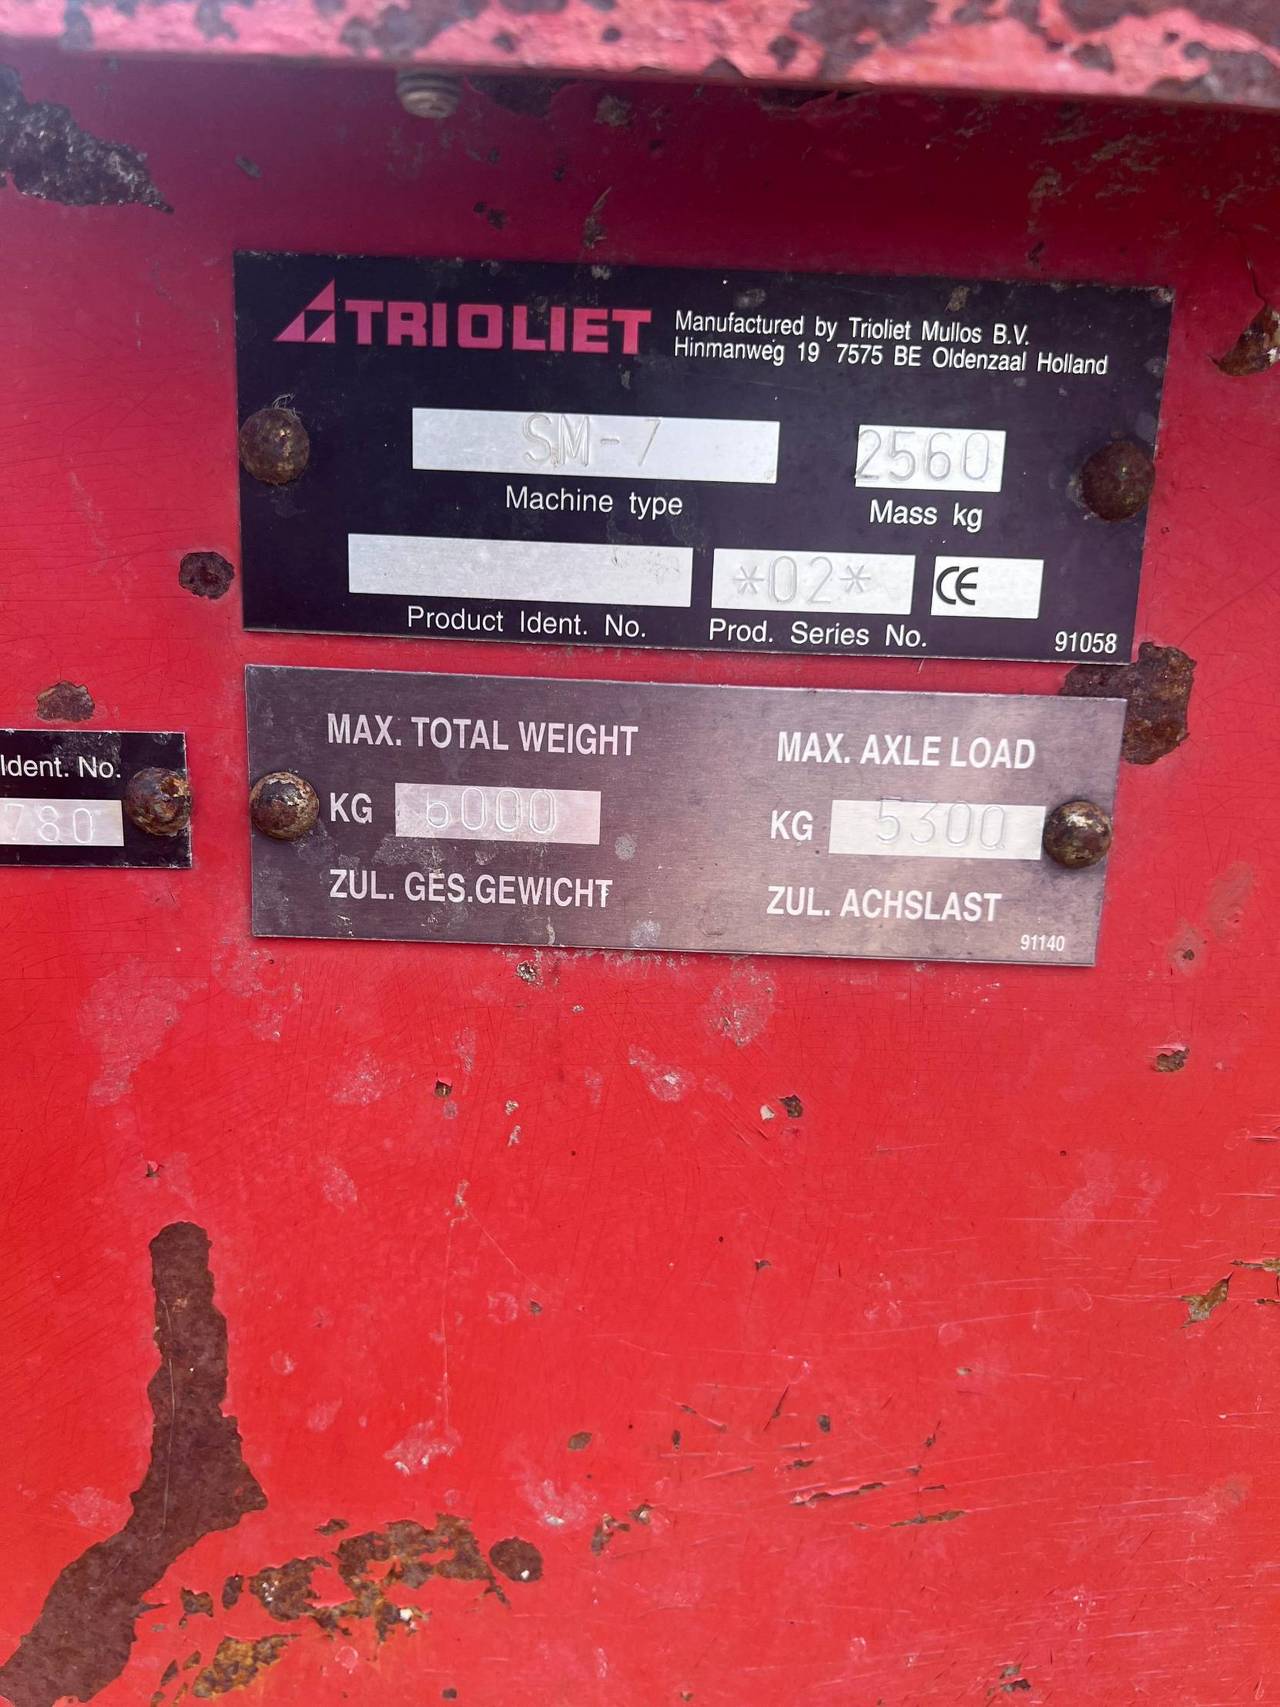 TRIOLIET
Manufactured by Trioliet Mullos B.V.
Hinmanweg 19 7575 BE Oldenzaal Holland
SM-7
2560
Machine type
Mass kg
*02*
CE
Product Ident. No.
Prod. Series No.
91058
Ident. No.
780
MAX. TOTAL WEIGHT
MAX. AXLE LOAD
KG 6000
KG 5300
ZUL. GES.GEWICHT
ZUL. ACHSLAST
91140